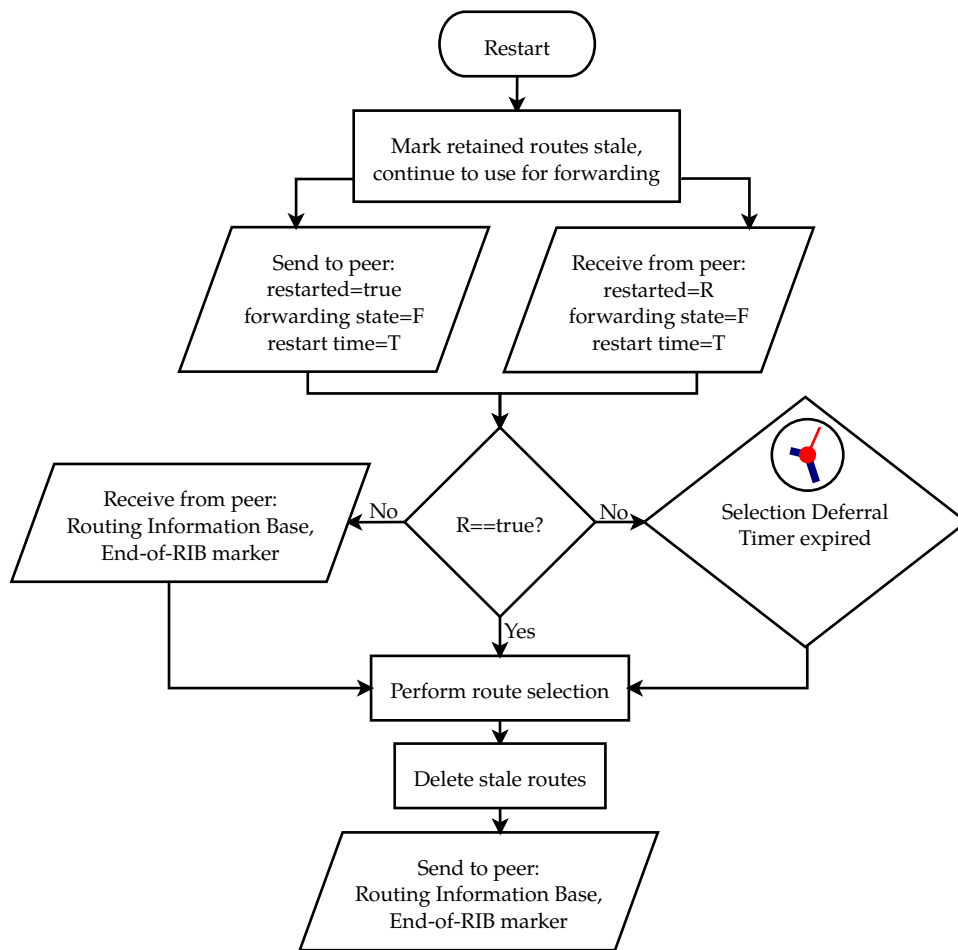 Restart
Mark retained routes stale,
continue to use for forwarding
Send to peer:
restarted=true
forwarding state=F
restart time=T
Receive from peer:
restarted=R
forwarding state=F
restart time=T
Receive from peer:
Routing Information Base,
End-of-RIB marker
No
R==true?
No
Selection Deferral
Timer expired
Yes
Perform route selection
Delete stale routes
Send to peer:
Routing Information Base,
End-of-RIB marker